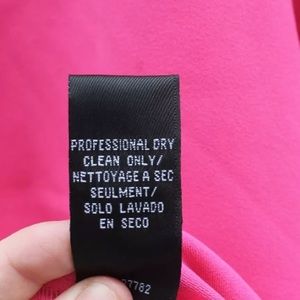 PROFESSIONAL DRY
CLEAN ONLY/
NETTOYAGE A SEC
SEULMENT/
SOLO LAVADO
EN SECO